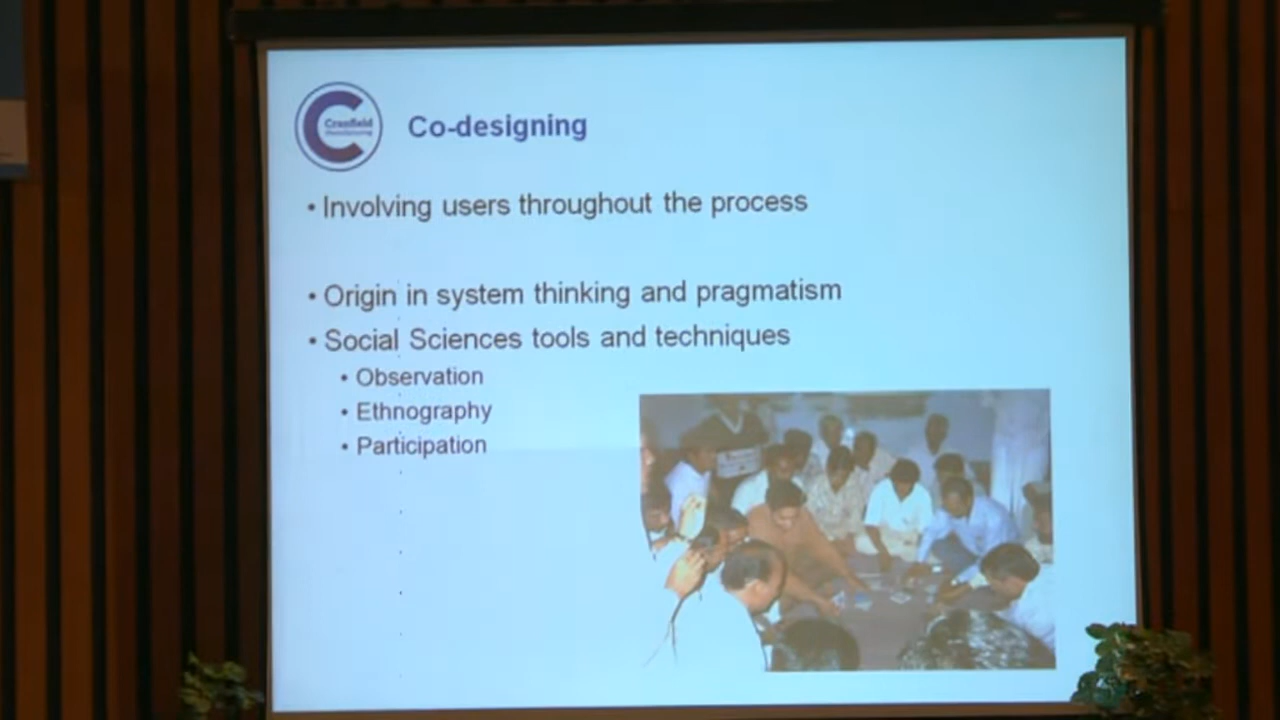 Cranfield
Co-designing
• Involving users throughout the process
• Origin in system thinking and pragmatism
• Social Sciences tools and techniques
• Observation
• Ethnography
• Participation